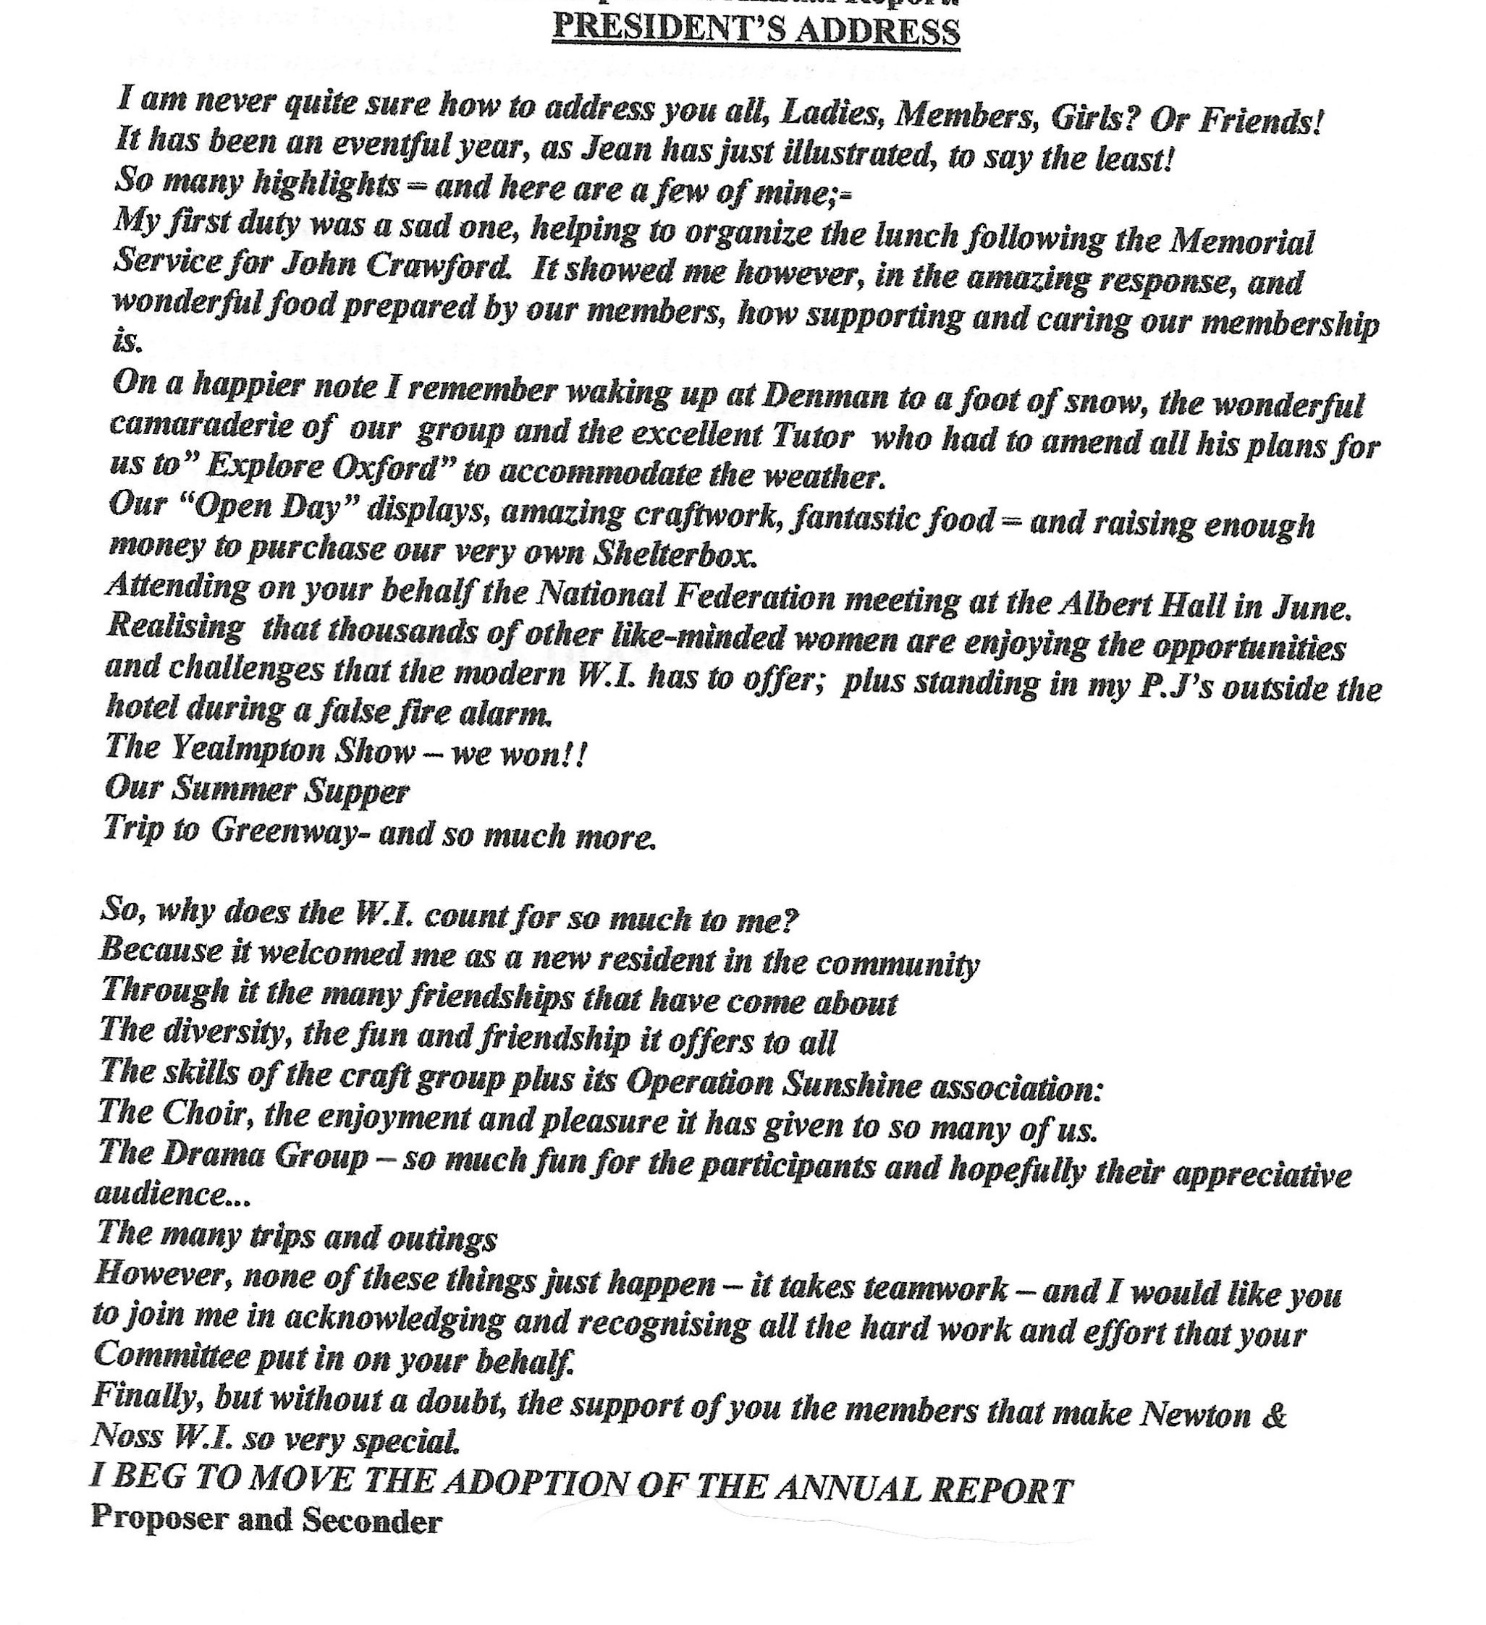 Report
PRESIDENT'S ADDRESS
I am never quite sure how to address you all, Ladies, Members, Girls? Or Friends!
It has been an eventful year, as Jean has just illustrated, to say the least!
So many highlights = and here are a few of mine;=
My first duty was a sad one, helping to organize the lunch following the Memorial
Service for John Crawford. It showed me however, in the amazing response, and
wonderful food prepared by our members, how supporting and caring our membership
is.
On a happier note I remember waking up at Denman to a foot of snow, the wonderful
camaraderie of our group and the excellent Tutor who had to amend all his plans for
us to” Explore Oxford” to accommodate the weather.
Our “Open Day” displays, amazing craftwork, fantastic food = and raising enough
money to purchase our very own Shelterbox.
Attending on your behalf the National Federation meeting at the Albert Hall in June.
Realising that thousands of other like-minded women are enjoying the opportunities
and challenges that the modern W.I. has to offer; plus standing in my P.J's outside the
hotel during a false fire alarm.
The Yealmpton Show – we won!!
Our Summer Supper
Trip to Greenway- and so much more.
So, why does the W.I. count for so much to me?
Because it welcomed me as a new resident in the community
Through it the many friendships that have come about
The diversity, the fun and friendship it offers to all
The skills of the craft group plus its Operation Sunshine association:
The Choir, the enjoyment and pleasure it has given to so many of us.
The Drama Group – so much fun for the participants and hopefully their appreciative
audience...
The many trips and outings
However, none of these things just happen – it takes teamwork – and I would like you
to join me in acknowledging and recognising all the hard work and effort that your
Committee put in on your behalf.
Finally, but without a doubt, the support of you the members that make Newton &
Noss W.I. so very special.
I BEG TO MOVE THE ADOPTION OF THE ANNUAL REPORT
Proposer and Seconder